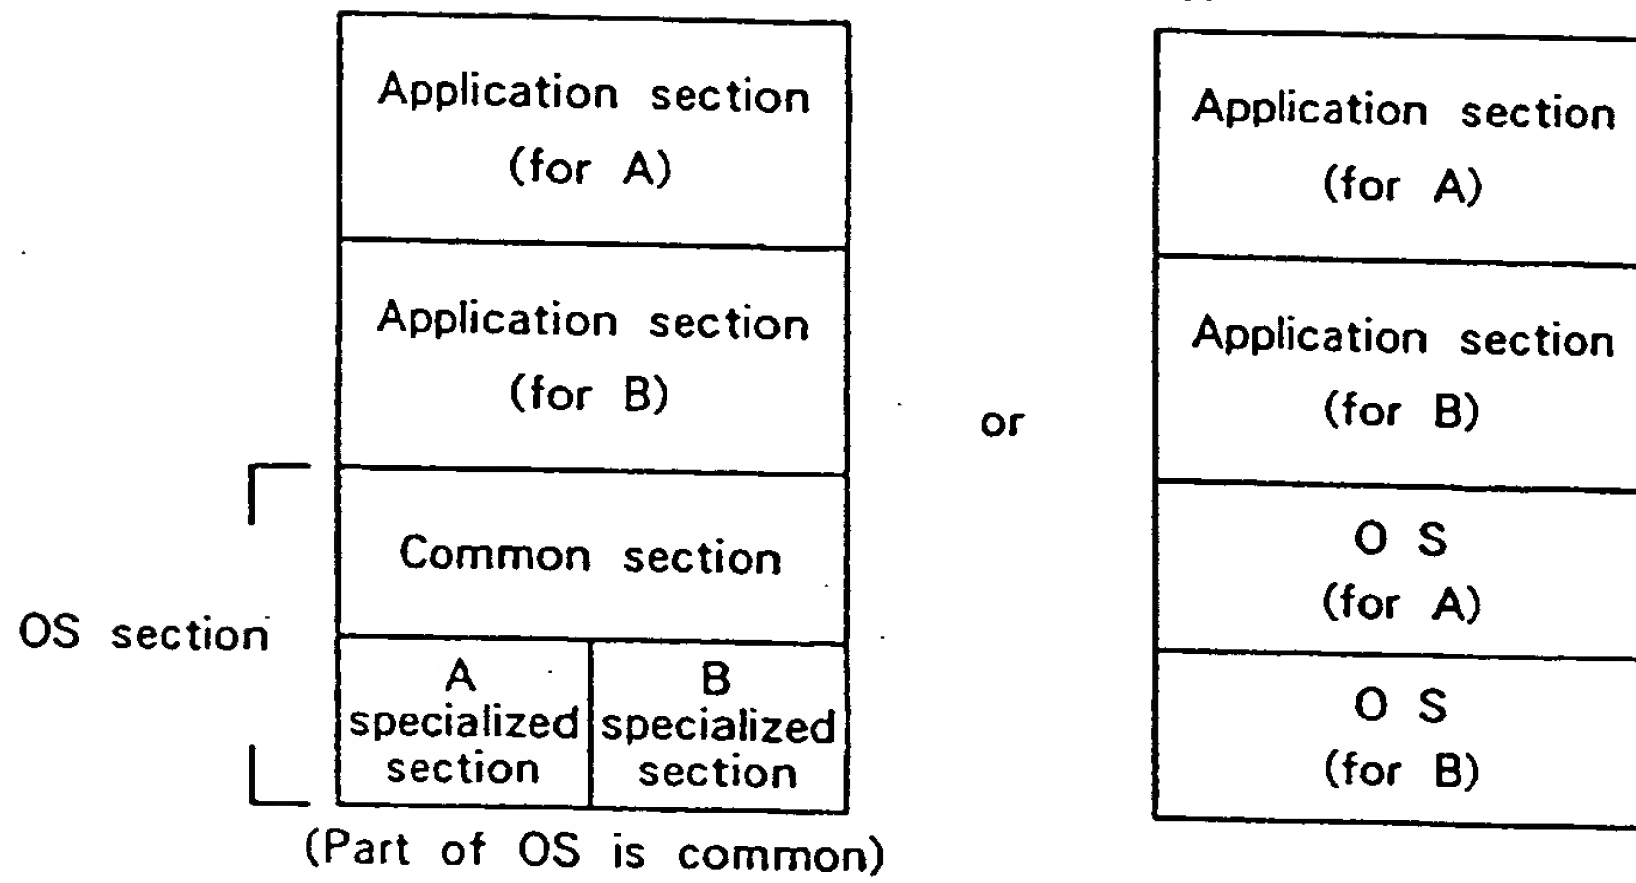 Application section
(for A)
Application section
(for B)
OS section
Common section
A
specialized
section
B
specialized
section
(Part of OS is common)
or
Application section
(for A)
Application section
(for B)
O S
(for A)
O S
(for B)